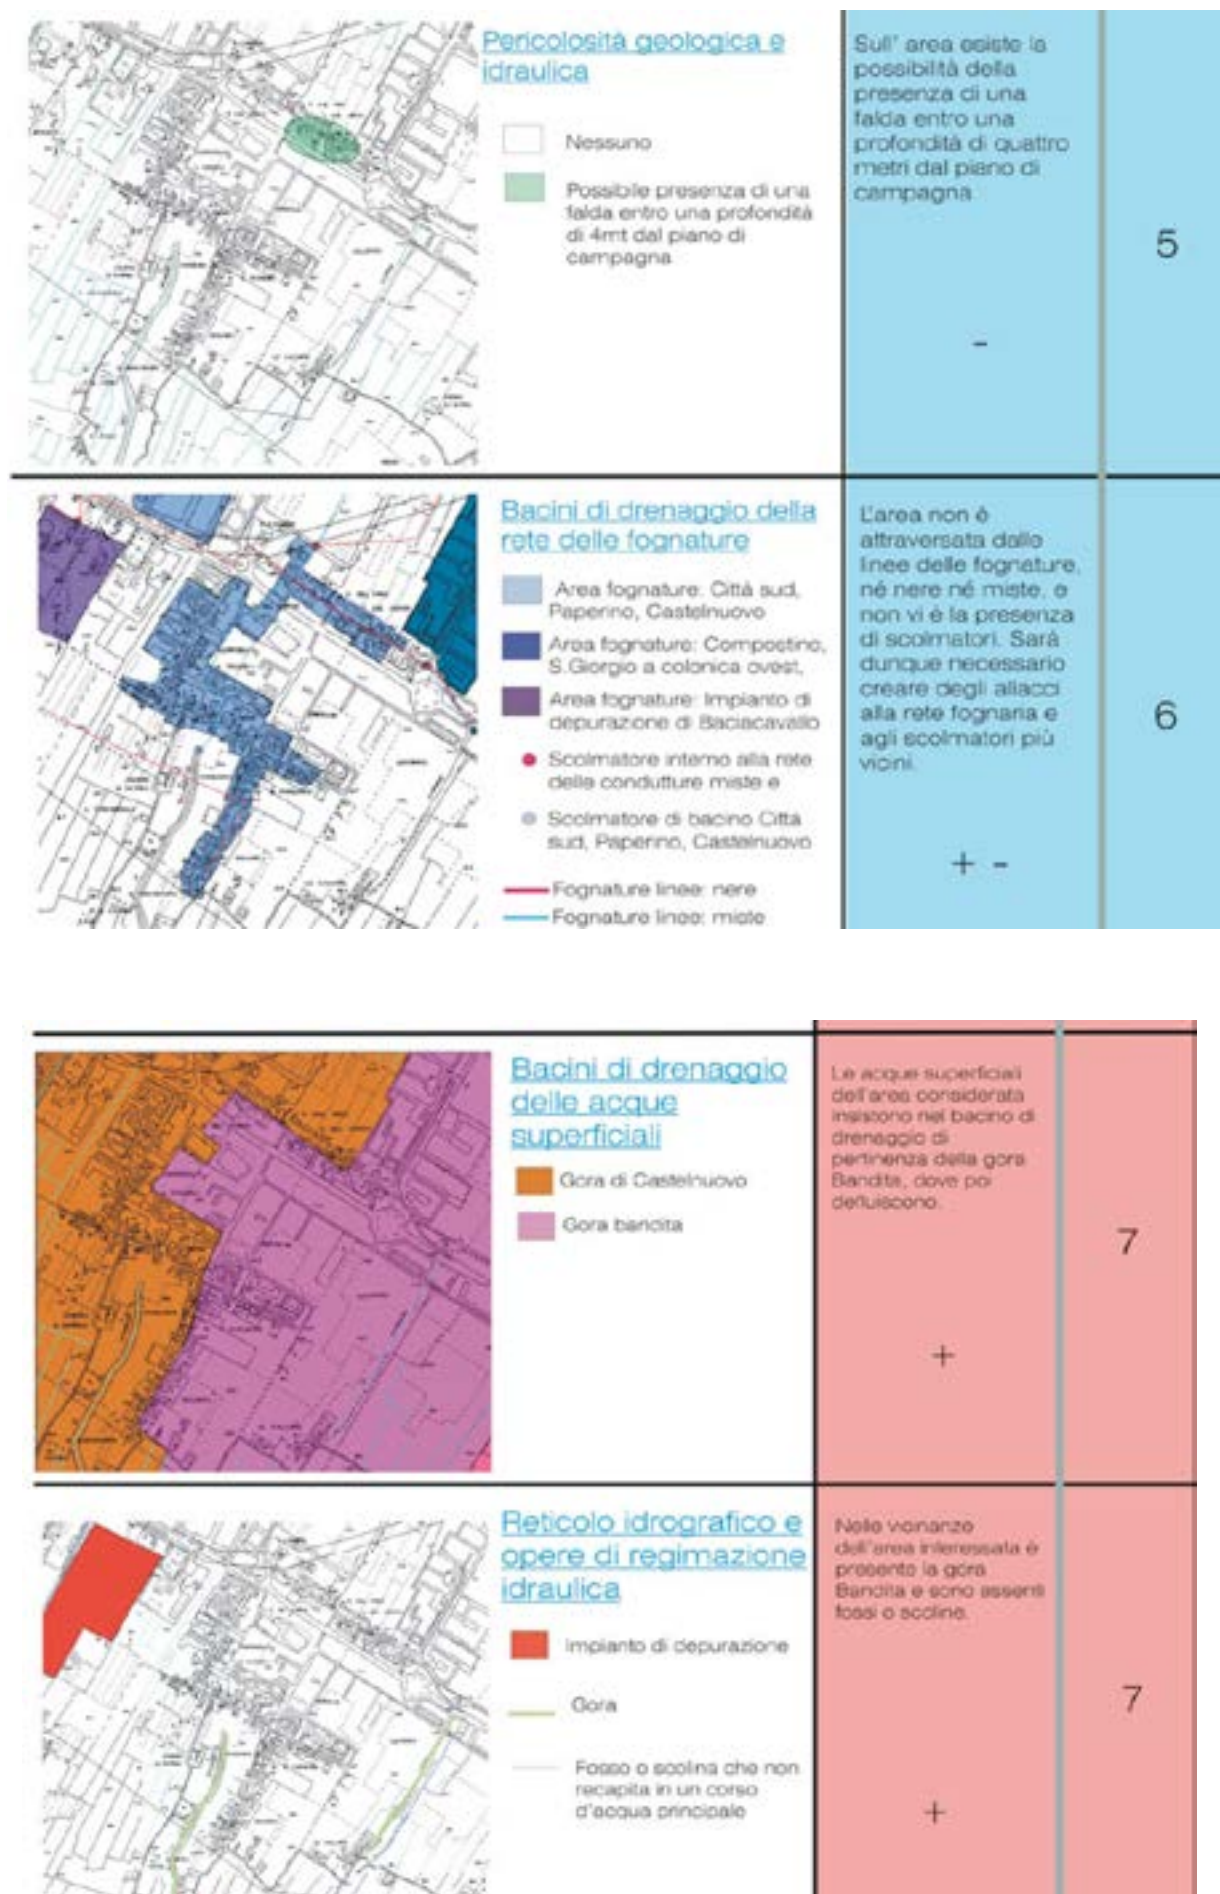 Pericolosità geologica e
idraulica
Nessuno
Possibile presenza di una
falda entro una profondità
di 4mt dal piano di
campagna
Sull' area esiste la
possibilità della
presenza di una
falda entro una
profondità di quattro
metri dal piano di
campagna
-
5
Bacini di drenaggio della
rete delle fognature
Area fognature: Città sud,
Paperino, Castelnuovo
Area fognature: Compostino,
S.Giorgio a colonica ovest,
Area fognature: Impianto di
depurazione di Baciacavallo
Scolmatore interno alla rete
delle condutture miste e
Scolmatore di bacino Città
sud, Paperino, Castelnuovo
Fognature linee: nere
Fognature linee: miste
L'area non è
attraversata dalle
linee delle fognature,
né nere né miste, e
non vi è la presenza
di scolmatori. Sarà
dunque necessario
creare degli allacci
alla rete fognaria e
agli scolmatori più
vicini.
+ -
6
Bacini di drenaggio
delle acque
superficiali
Gora di Castelnuovo
Gora bandita
Le acque superficiali
dell'area considerata
insistono nel bacino di
drenaggio di
pertinenza della gora
Bandita, dove poi
defluiscono.
+
7
Reticolo idrografico e
opere di regimazione
idraulica
Impianto di depurazione
Gora
Fosso o scolina che non
recapita in un corso
d'acqua principale
Nelle vicinanze
dell'area interessata è
presente la gora
Bandita e sono assenti
fossi o scoline.
+
7